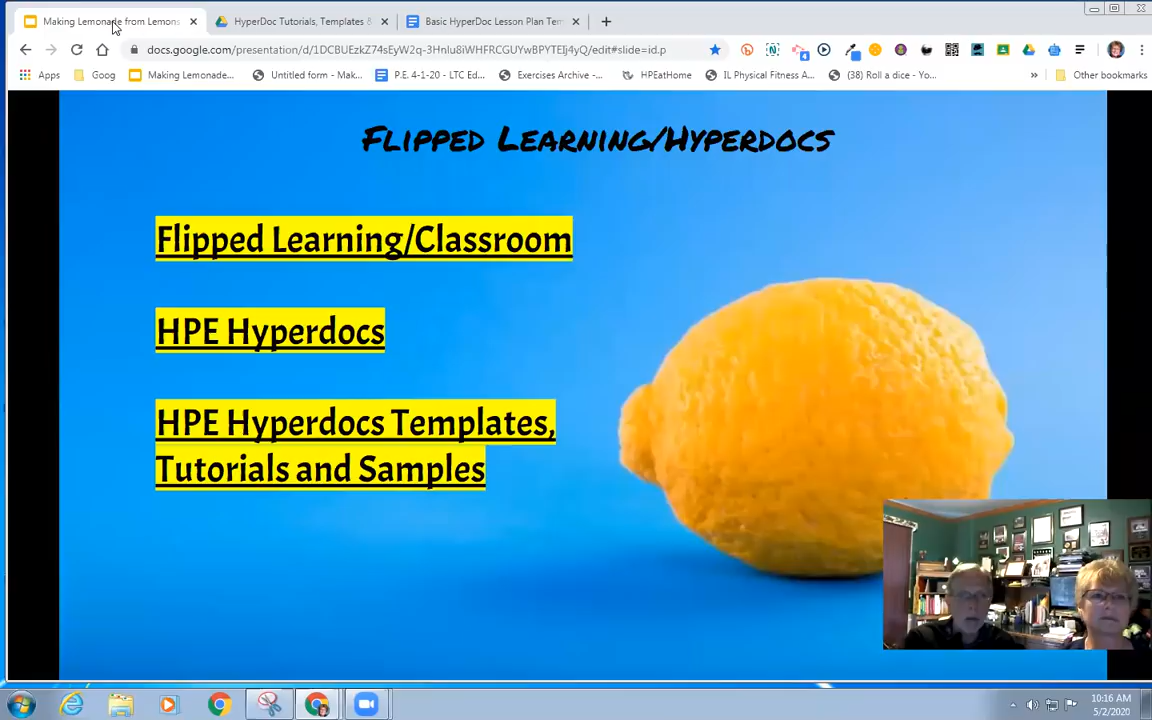 Making Lemonade from Lemons
HyperDoc Tutorials, Templates &
Basic HyperDoc Lesson Plan Tem
docs.google.com/presentation/d/1DCBUEzkZ74sEyW2q-3Hnlu8iWHFRCGUYwBPYTEJj4yQ/edit#slide=id.p
Apps
Goog
Making Lemonade...
Untitled form - Mak...
P.E. 4-1-20 - LTC Ed...
Exercises Archive -...
HPEatHome
IL Physical Fitness A...
(38) Roll a dice - Yo...
»
Other bookmarks
Flipped Learning/Hyperdocs
Flipped Learning/Classroom
HPE Hyperdocs
HPE Hyperdocs Templates,
Tutorials and Samples
10:16 AM
5/2/2020